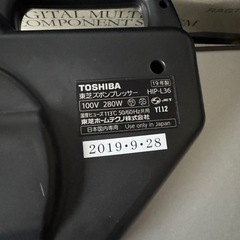 GITAL MULTI
COMPONENTS
TOSHIBA
19年製
東芝ズボンプレッサー HIP-L36
100V 280W
温度ヒューズ 113℃ 50/60Hz共用
JET
YI12
東芝ホームテクノ株式会社
日本国内専用 Use only in Japan
2019・9・28